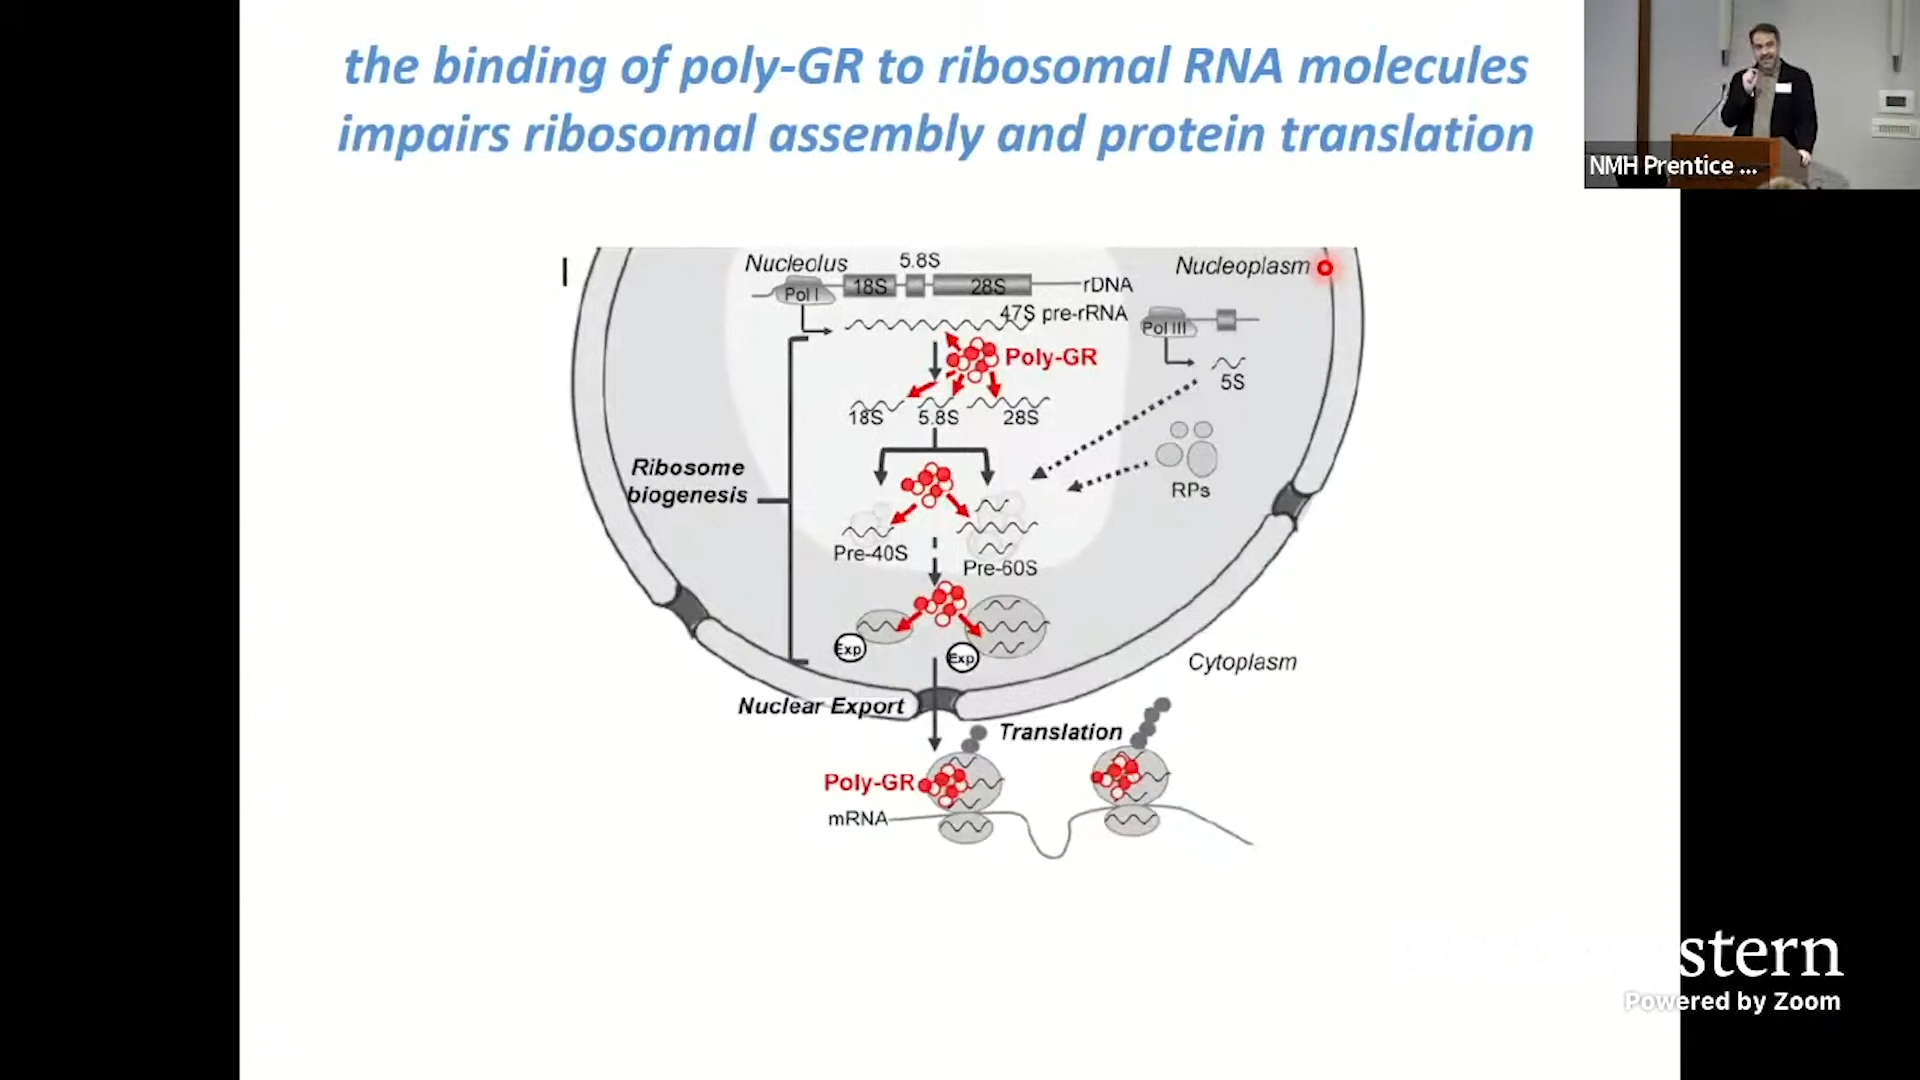 the binding of poly-GR to ribosomal RNA molecules
impairs ribosomal assembly and protein translation
NMH Prentice ...
I
Nucleolus
5.8S
Nucleoplasm
Pol I
18S
28S
rDNA
47S pre-rRNA
Pol III
Poly-GR
5S
18S
5.8S
28S
Ribosome
biogenesis
RPs
Pre-40S
Pre-60S
Exp
Exp
Cytoplasm
Nuclear Export
Translation
Poly-GR
mRNA
stern
Powered by Zoom